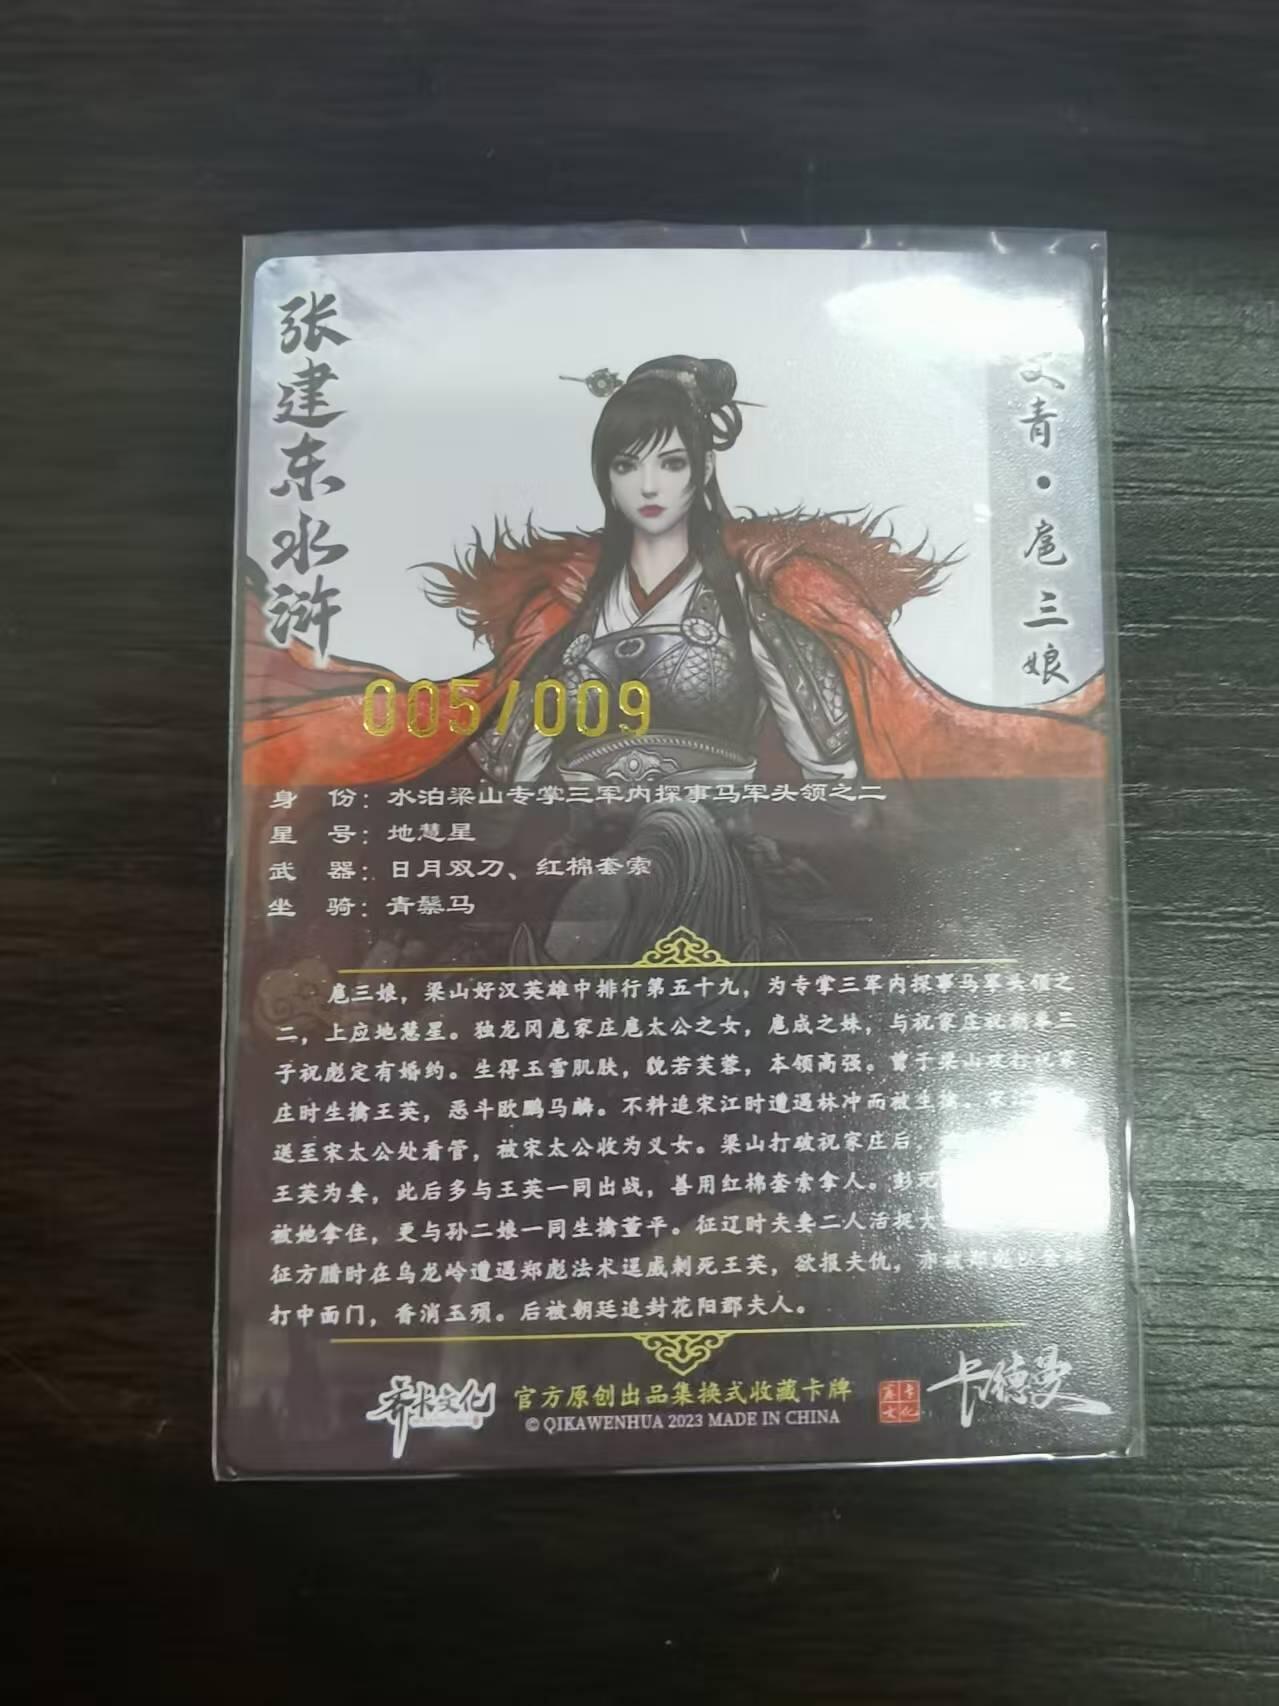 张建东水浒
青·扈三娘
005/009
身 份：水泊梁山专掌三军内探事马军头领之二
星 号：地慧星
武 器：日月双刀、红棉套索
坐 骑：青鬃马
扈三娘，梁山好汉英雄中排行第五十九，为专掌三军内探事马军头领之
二，上应地慧星。独龙冈扈家庄扈太公之女，扈成之妹，与祝家庄祝朝奉三
子祝彪定有婚约。生得玉雪肌肤，貌若芙蓉，本领高强。曾于梁山攻打祝家
庄时生擒王英，恶斗欧鹏马麟。不料追宋江时遭遇林冲而被生擒。
送至宋太公处看管，被宋太公收为义女。梁山打破祝家庄后，
王英为妻，此后多与王英一同出战，善用红棉套索拿人。彭
被她拿住，更与孙二娘一同生擒董平。征辽时夫妻二人活捉大
征方腊时在乌龙岭遭遇郑彪法术逞威刺死王英，欲报夫仇，
打中面门，香消玉殒。后被朝廷追封花阳郡夫人。
齐卡文化 官方原创出品集换式收藏卡牌 卡德曼
© QIKAWENHUA 2023 MADE IN CHINA